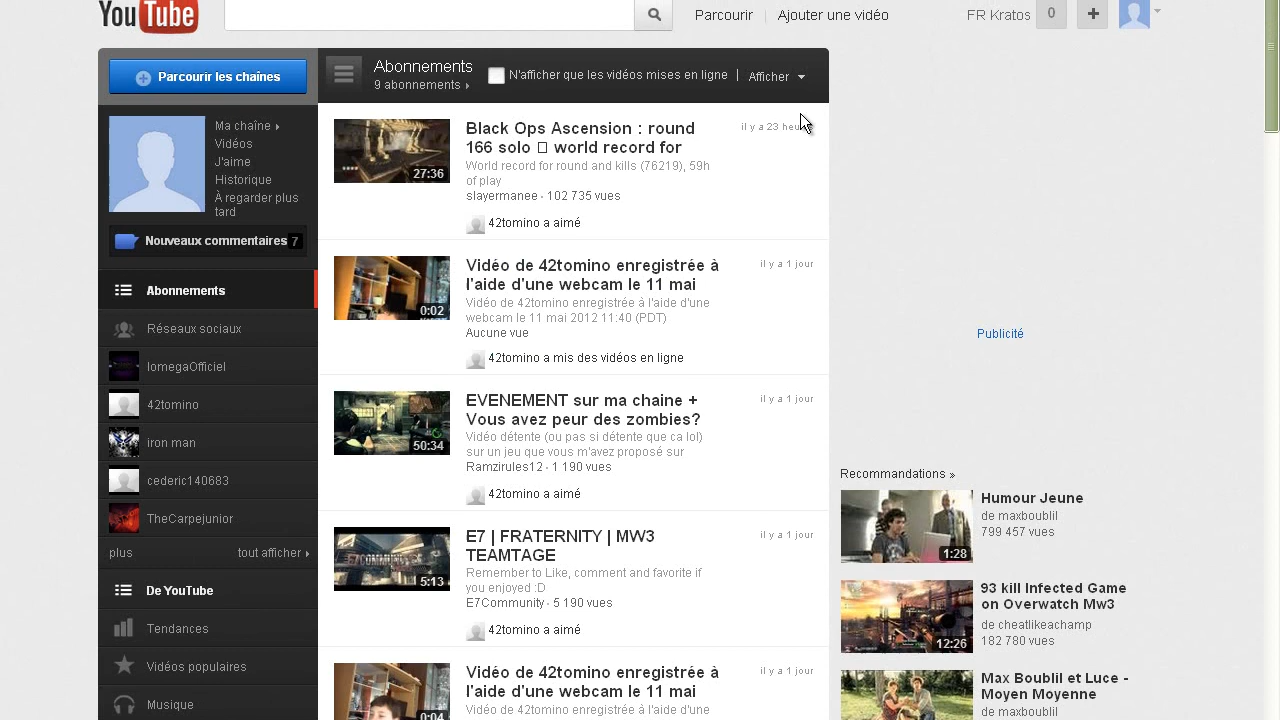 YouTube
Parcourir
Ajouter une vidéo
FR Kratos
0
Parcourir les chaînes
Ma chaîne
Vidéos
J'aime
Historique
À regarder plus
tard
Nouveaux commentaires 7
Abonnements
Réseaux sociaux
IomegaOfficiel
42tomino
iron man
cederic140683
TheCarpejunior
plus
tout afficher
De YouTube
Tendances
Vidéos populaires
Musique
Abonnements
9 abonnements
N'afficher que les vidéos mises en ligne
Afficher
27:36
Black Ops Ascension : round
166 solo world record for
World record for round and kills (76219), 59h
of play
slayermanee - 102 735 vues
42tomino a aimé
il y a 23
0:02
Vidéo de 42tomino enregistrée à
l'aide d'une webcam le 11 mai
Vidéo de 42tomino enregistrée à l'aide d'une
webcam le 11 mai 2012 11:40 (PDT)
Aucune vue
42tomino a mis des vidéos en ligne
il y a 1 jour
50:34
EVENEMENT sur ma chaine +
Vous avez peur des zombies?
Vidéo détente (ou pas si détente que ca lol)
sur un jeu que vous m'avez proposé sur
Ramzirules12 - 1 190 vues
42tomino a aimé
il y a 1 jour
5:13
E7 | FRATERNITY | MW3
TEAMTAGE
Remember to Like, comment and favorite if
you enjoyed :D
E7Community - 5 190 vues
42tomino a aimé
il y a 1 jour
0:04
Vidéo de 42tomino enregistrée à
l'aide d'une webcam le 11 mai
Vidéo de 42tomino enregistrée à l'aide d'une
il y a 1 jour
Publicité
Recommandations »
1:28
Humour Jeune
de maxboublil
799 457 vues
12:26
93 kill Infected Game
on Overwatch Mw3
de cheatlikeachamp
182 780 vues
Max Boublil et Luce -
Moyen Moyenne
de maxboublil